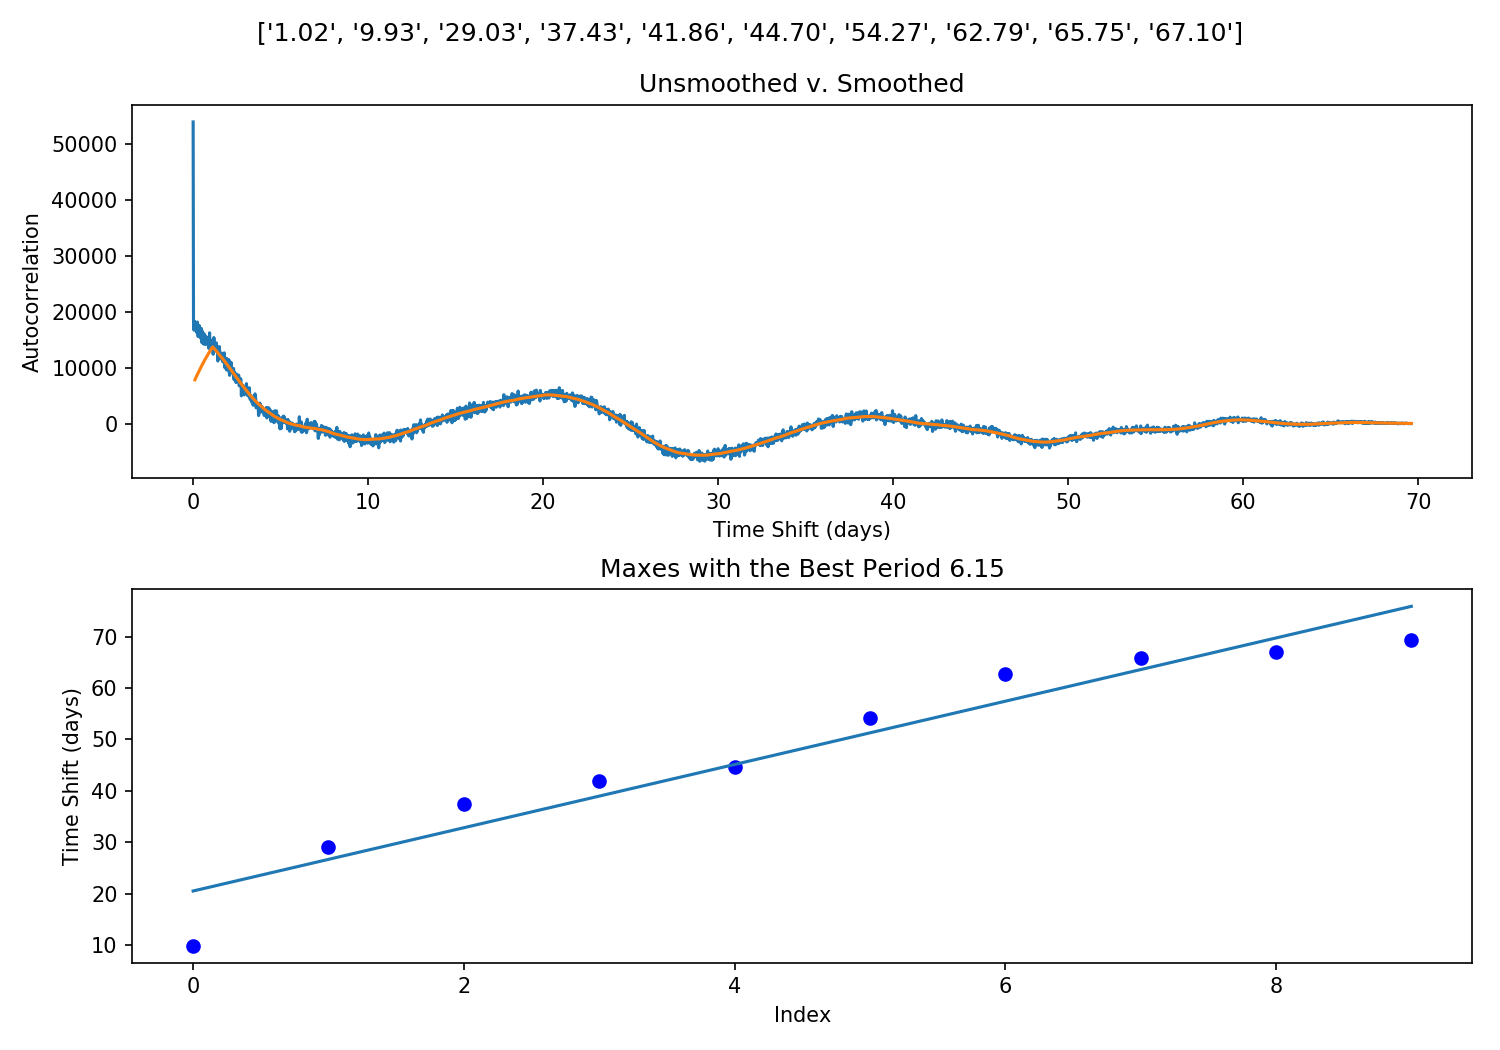 ['1.02', '9.93', '29.03', '37.43', '41.86', '44.70', '54.27', '62.79', '65.75', '67.10']
Unsmoothed v. Smoothed
Autocorrelation
50000
40000
30000
20000
10000
0
0 10 20 30 40 50 60 70
Time Shift (days)
Maxes with the Best Period 6.15
Time Shift (days)
70
60
50
40
30
20
10
0 2 4 6 8
Index